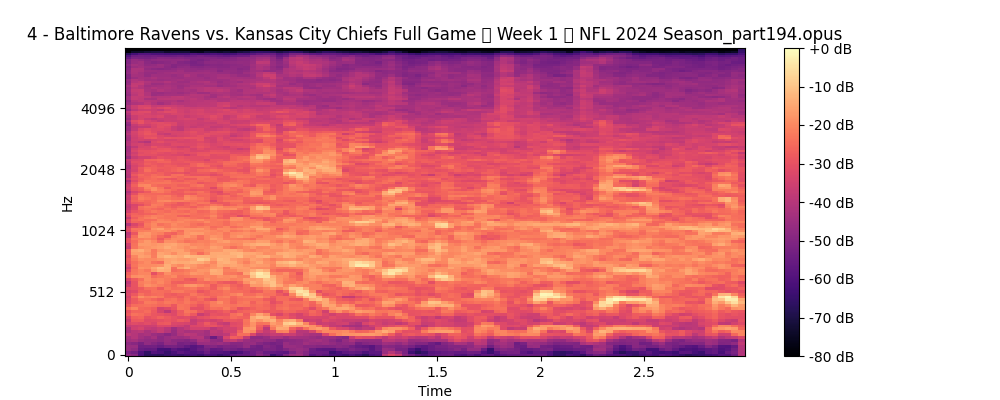 4 - Baltimore Ravens vs. Kansas City Chiefs Full Game ▯ Week 1 ▯ NFL 2024 Season_part194.opus
+0 dB
-10 dB
-20 dB
-30 dB
-40 dB
-50 dB
-60 dB
-70 dB
-80 dB
4096
2048
1024
512
0
Hz
0
0.5
1
1.5
2
2.5
Time